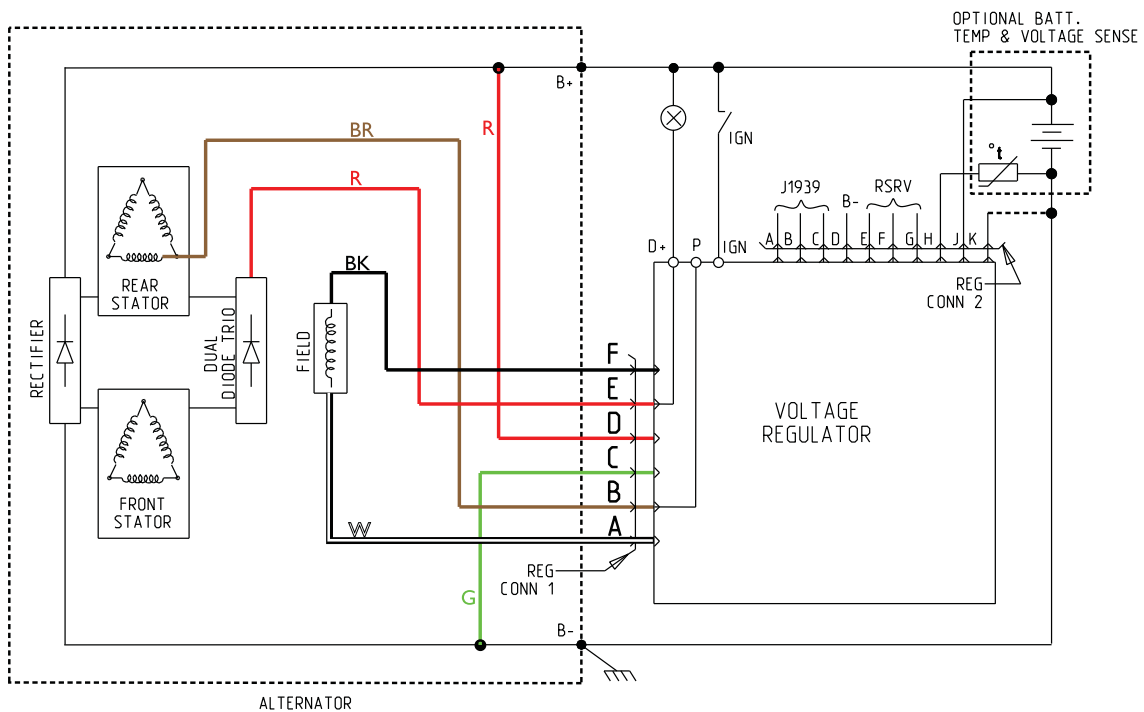 OPTIONAL BATT.
TEMP & VOLTAGE SENSE
B+
R
BR
IGN
°t
R
J1939
RSRV
B-
D+
P
IGN
A
B
C
D
E
F
G
H
J
K
BK
REAR
STATOR
REG
CONN 2
RECTIFIER
DUAL
DIODE TRIO
FIELD
F
E
D
C
B
A
VOLTAGE
REGULATOR
FRONT
STATOR
W
REG
CONN 1
G
B-
ALTERNATOR